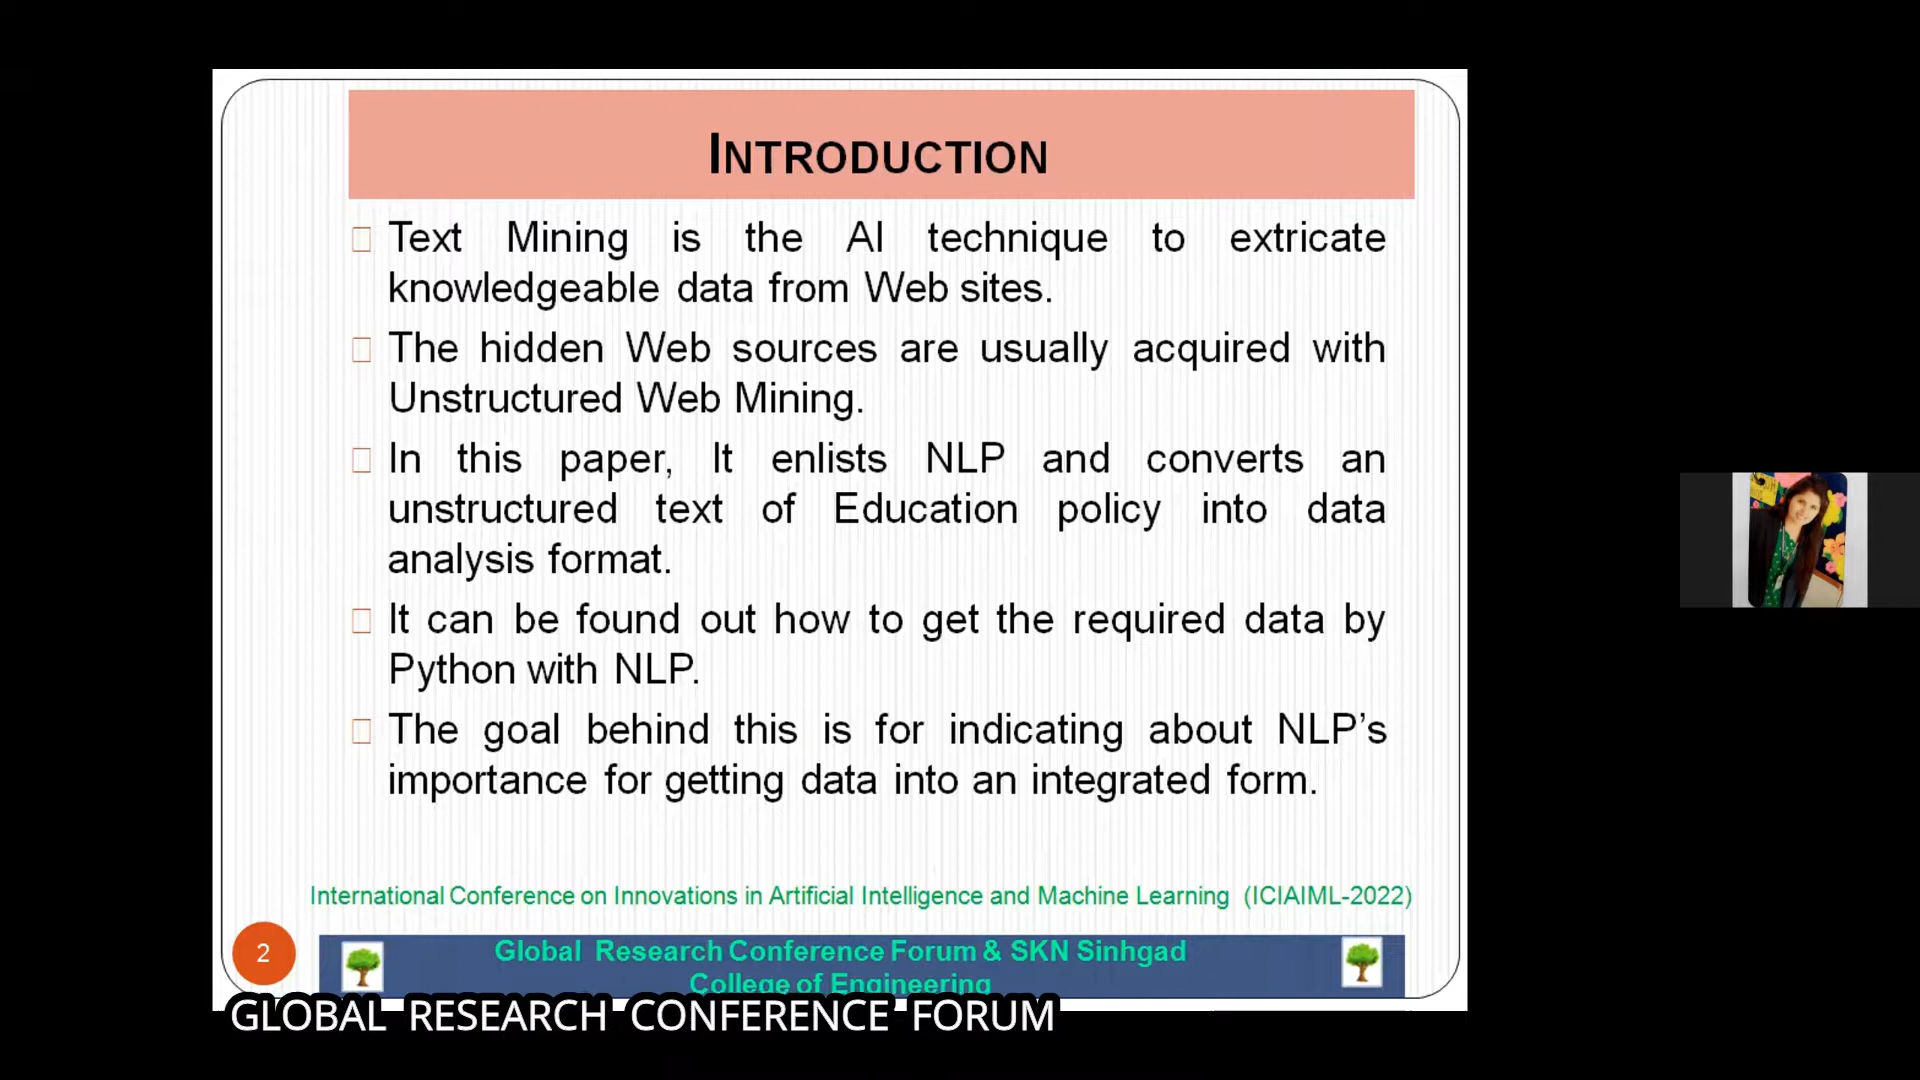 INTRODUCTION
Text Mining is the AI technique to extricate
knowledgeable data from Web sites.
The hidden Web sources are usually acquired with
Unstructured Web Mining.
In this paper, It enlists NLP and converts an
unstructured text of Education policy into data
analysis format.
It can be found out how to get the required data by
Python with NLP.
The goal behind this is for indicating about NLP’s
importance for getting data into an integrated form.
International Conference on Innovations in Artificial Intelligence and Machine Learning (ICIAIML-2022)
2
Global Research Conference Forum & SKN Sinhgad
College of Engineering
GLOBAL RESEARCH CONFERENCE FORUM